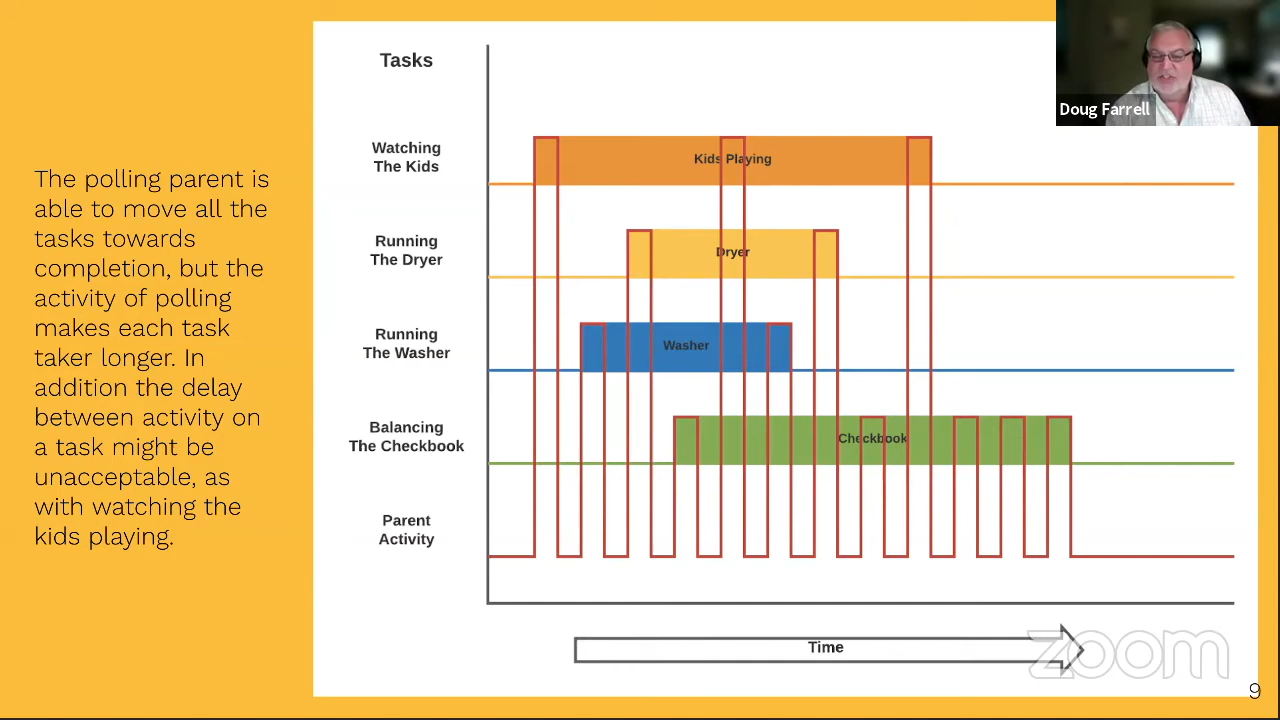 The polling parent is
able to move all the
tasks towards
completion, but the
activity of polling
makes each task
taker longer. In
addition the delay
between activity on
a task might be
unacceptable, as
with watching the
kids playing.
Tasks
Watching
The Kids
Kids Playing
Running
The Dryer
Dryer
Running
The Washer
Washer
Balancing
The Checkbook
Checkbook
Parent
Activity
Time
Doug Farrell
zoom
9